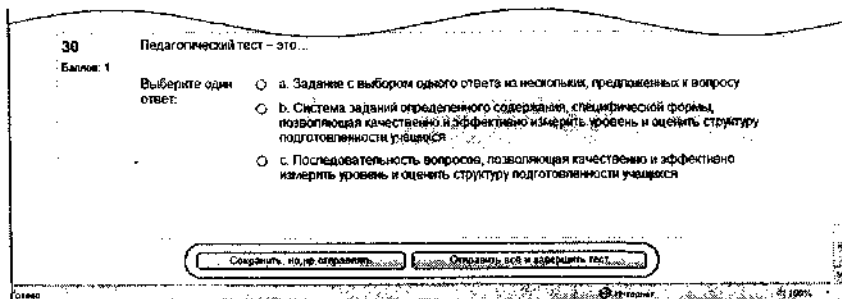 30
Педагогический тест – это...
Баллов: 1
Выберите один
ответ:
a. Задание с выбором одного ответа из нескольких, предложенных к вопросу
b. Система заданий определенного содержания, специфической формы,
позволяющая качественно и эффективно измерить уровень и оценить структуру
подготовленности учащихся
c. Последовательность вопросов, позволяющая качественно и эффективно
измерить уровень и оценить структуру подготовленности учащихся
Сохранить, но не отправлять
Отправить всё и завершить тест
Готово
Интернет
100%